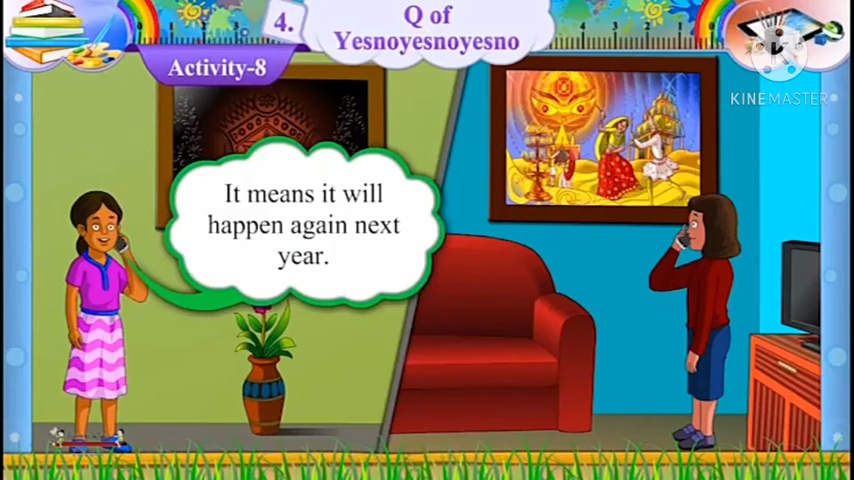 4.
Q of
Yesnoyesnoyesno
Activity-8
KINEMASTER
It means it will
happen again next
year.